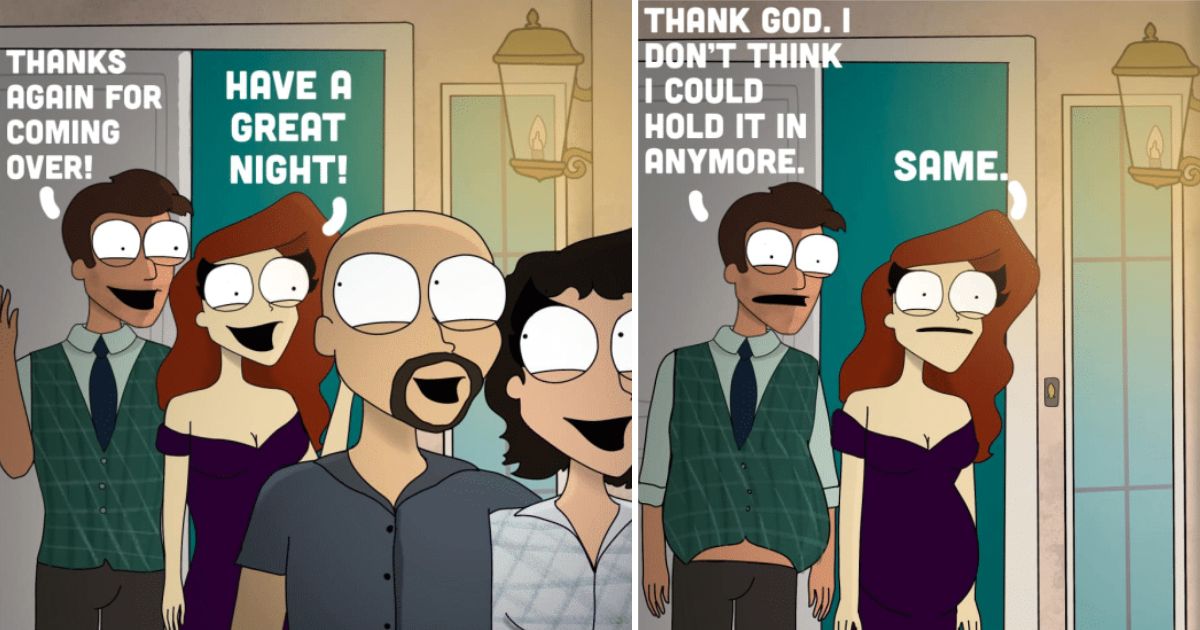 THANKS
AGAIN FOR
COMING
OVER!
HAVE A
GREAT
NIGHT!
THANK GOD. I
DON'T THINK
I COULD
HOLD IT IN
ANYMORE.
SAME.